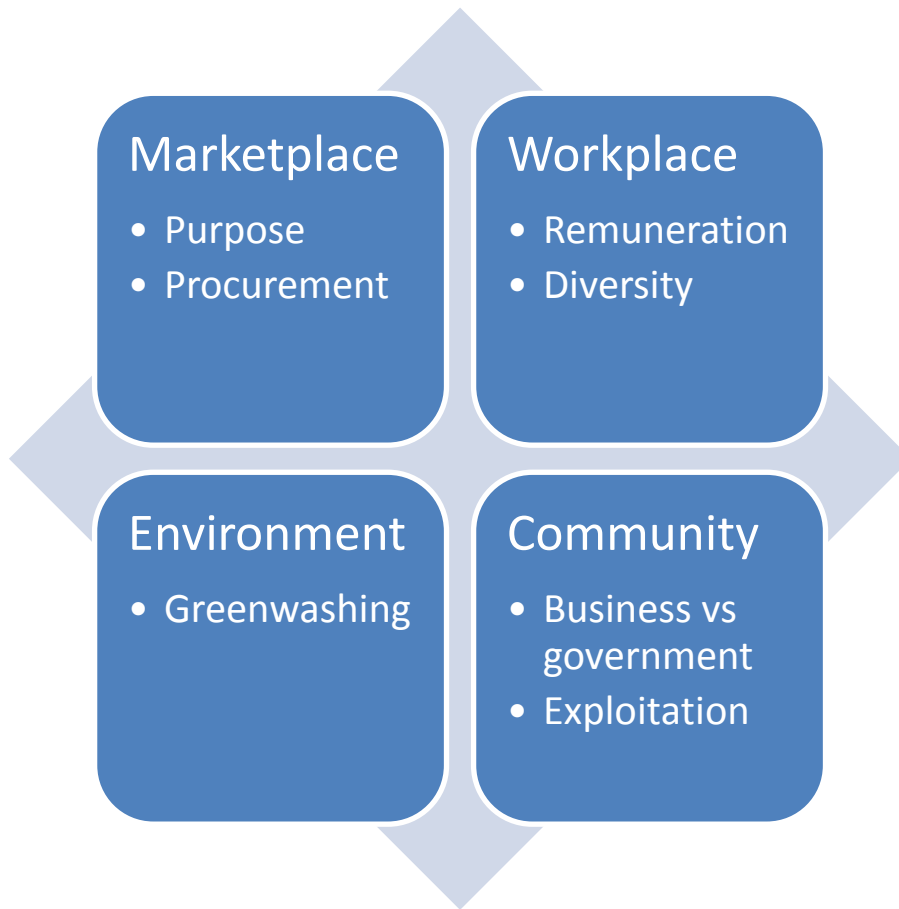 Marketplace
• Purpose
• Procurement
Workplace
• Remuneration
• Diversity
Environment
• Greenwashing
Community
• Business vs
government
• Exploitation